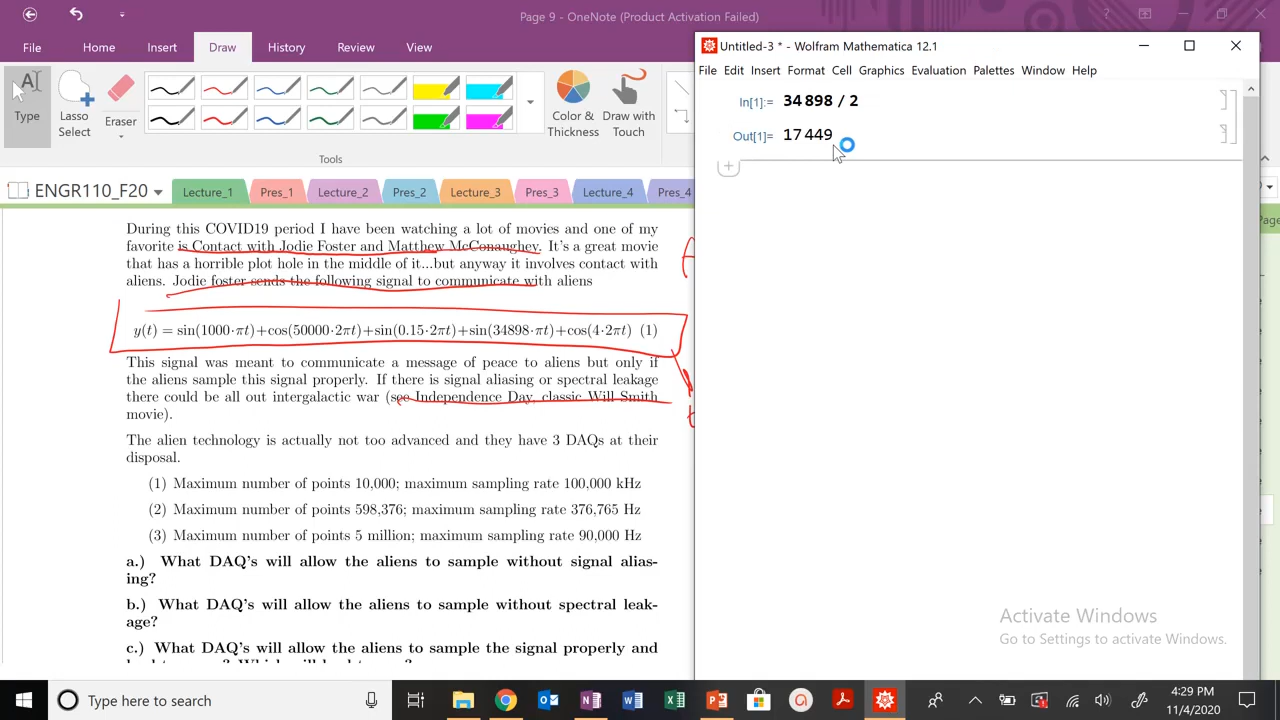 Page 9 - OneNote (Product Activation Failed)
File Home Insert Draw History Review View
Type
Lasso Select
Eraser
Color & Thickness
Draw with Touch
Tools
ENGR110_F20
Lecture_1 Pres_1 Lecture_2 Pres_2 Lecture_3 Pres_3 Lecture_4 Pres_4
During this COVID19 period I have been watching a lot of movies and one of my
favorite is Contact with Jodie Foster and Matthew McConaughey. It's a great movie
that has a horrible plot hole in the middle of it...but anyway it involves contact with
aliens. Jodie foster sends the following signal to communicate with aliens
y(t) = sin(1000·πt)+cos(50000·2πt)+sin(0.15·2πt)+sin(34898·πt)+cos(4·2πt) (1)
This signal was meant to communicate a message of peace to aliens but only if
the aliens sample this signal properly. If there is signal aliasing or spectral leakage
there could be all out intergalactic war (see Independence Day, classic Will Smith
movie).
The alien technology is actually not too advanced and they have 3 DAQs at their
disposal.
(1) Maximum number of points 10,000; maximum sampling rate 100,000 kHz
(2) Maximum number of points 598,376; maximum sampling rate 376,765 Hz
(3) Maximum number of points 5 million; maximum sampling rate 90,000 Hz
a.) What DAQ's will allow the aliens to sample without signal alias-
ing?
b.) What DAQ's will allow the aliens to sample without spectral leak-
age?
c.) What DAQ's will allow the aliens to sample the signal properly and
Untitled-3 * - Wolfram Mathematica 12.1
File Edit Insert Format Cell Graphics Evaluation Palettes Window Help
In[1]:= 34898 / 2
Out[1]= 17449
Activate Windows
Go to Settings to activate Windows.
Type here to search
4:29 PM
11/4/2020